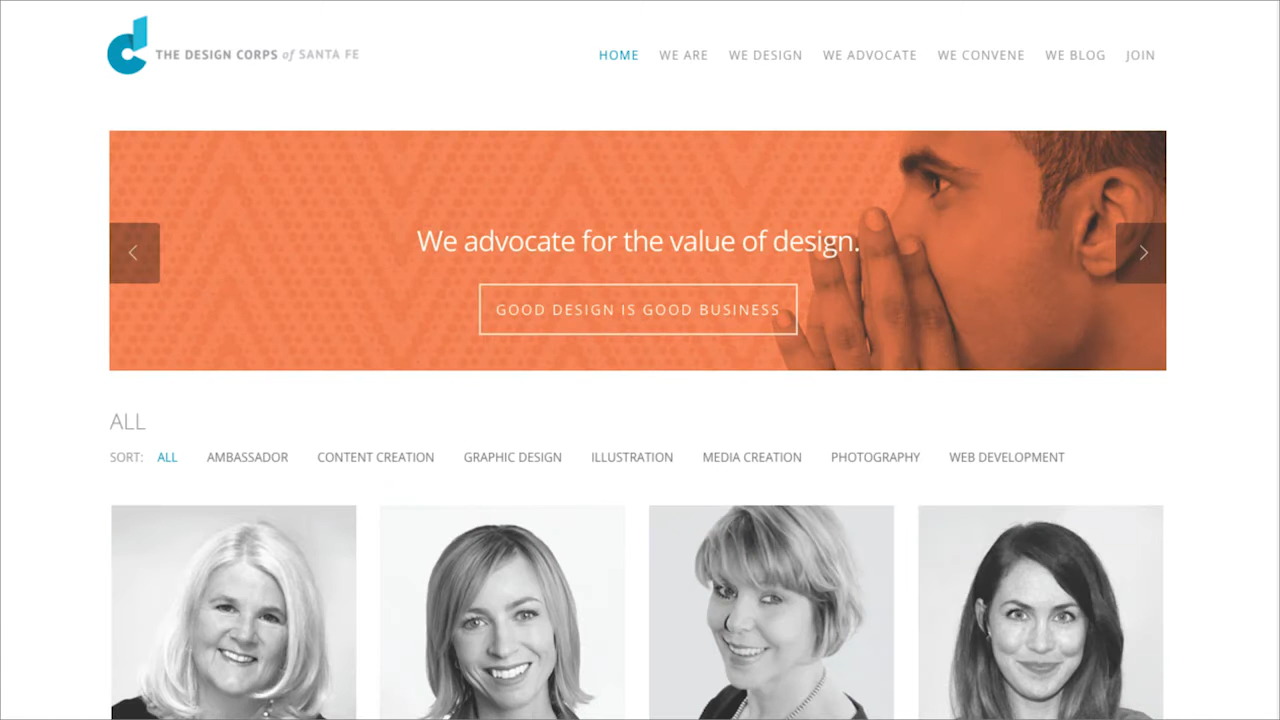 THE DESIGN CORPS of SANTA FE
HOME WE ARE WE DESIGN WE ADVOCATE WE CONVENE WE BLOG JOIN
We advocate for the value of design.
GOOD DESIGN IS GOOD BUSINESS
ALL
SORT: ALL AMBASSADOR CONTENT CREATION GRAPHIC DESIGN ILLUSTRATION MEDIA CREATION PHOTOGRAPHY WEB DEVELOPMENT